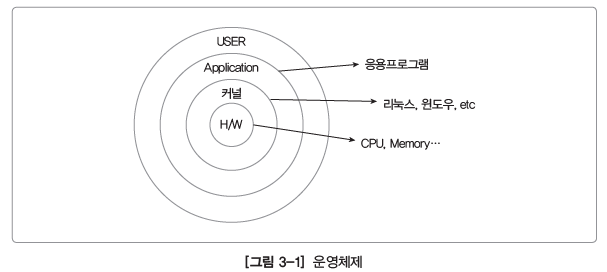 USER
Application
응용프로그램
커널
리눅스, 윈도우, etc
H/W
CPU, Memory…
[그림 3-1] 운영체제